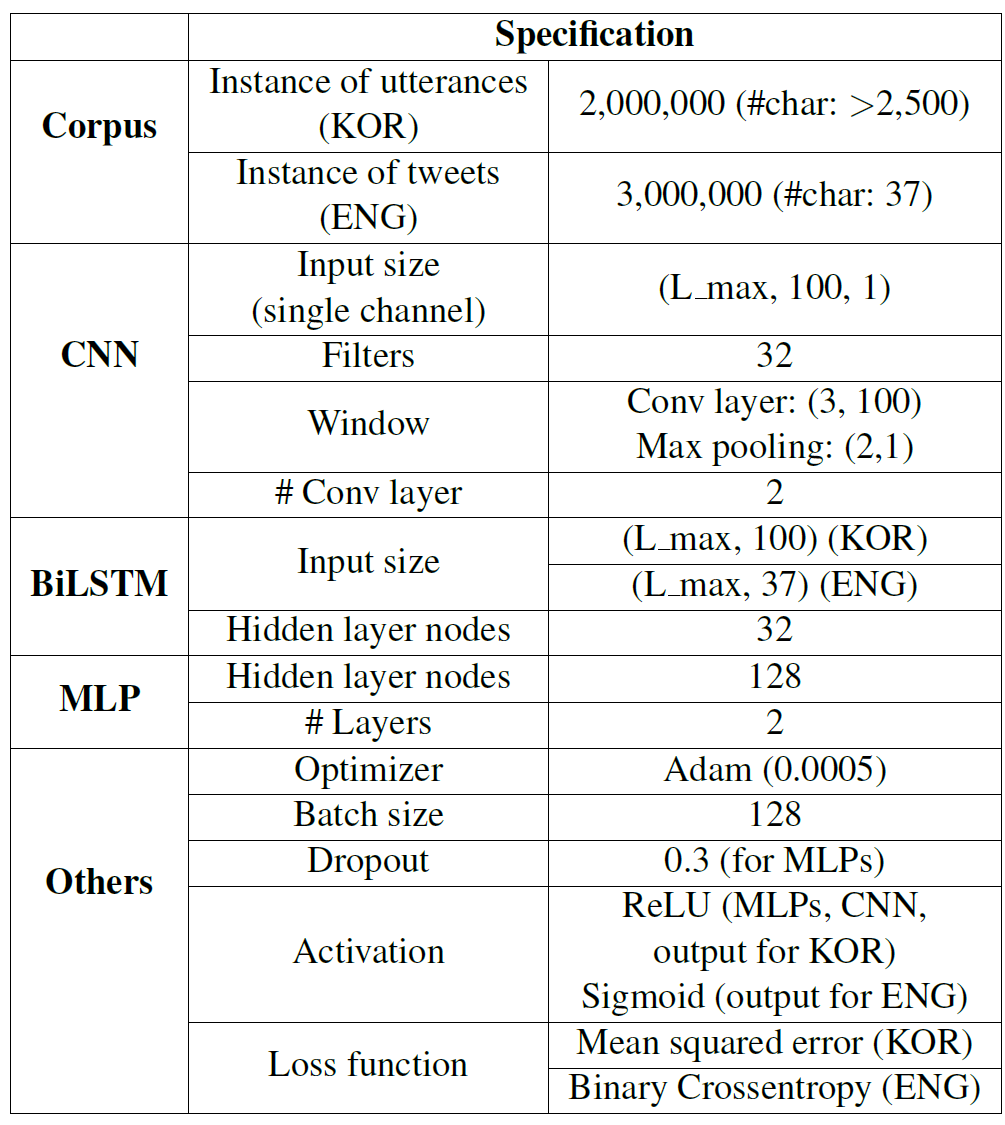 Specification
Corpus
Instance of utterances
(KOR)
2,000,000 (#char: >2,500)
Instance of tweets
(ENG)
3,000,000 (#char: 37)
CNN
Input size
(single channel)
(L_max, 100, 1)
Filters
32
Window
Conv layer: (3, 100)
Max pooling: (2,1)
# Conv layer
2
BiLSTM
Input size
(L_max, 100) (KOR)
(L_max, 37) (ENG)
Hidden layer nodes
32
MLP
Hidden layer nodes
128
# Layers
2
Others
Optimizer
Adam (0.0005)
Batch size
128
Dropout
0.3 (for MLPs)
Activation
ReLU (MLPs, CNN,
output for KOR)
Sigmoid (output for ENG)
Loss function
Mean squared error (KOR)
Binary Crossentropy (ENG)